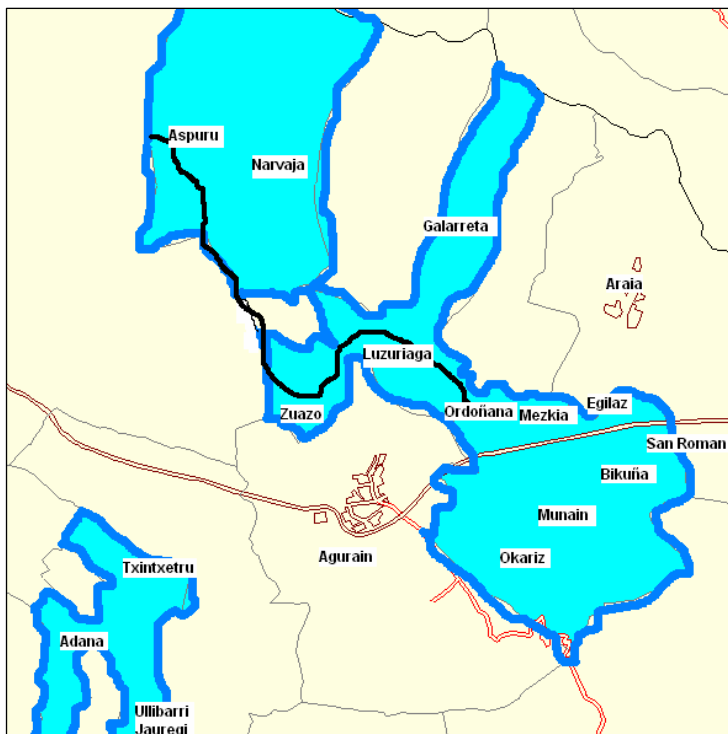 Aspuru
Narvaja
Galarreta
Araia
Luzuriaga
Zuazo
Ordoñana
Mezkia
Egilaz
San Roman
Bikuña
Munain
Okariz
Agurain
Txintxetru
Adana
Ullibarri
Jauregi